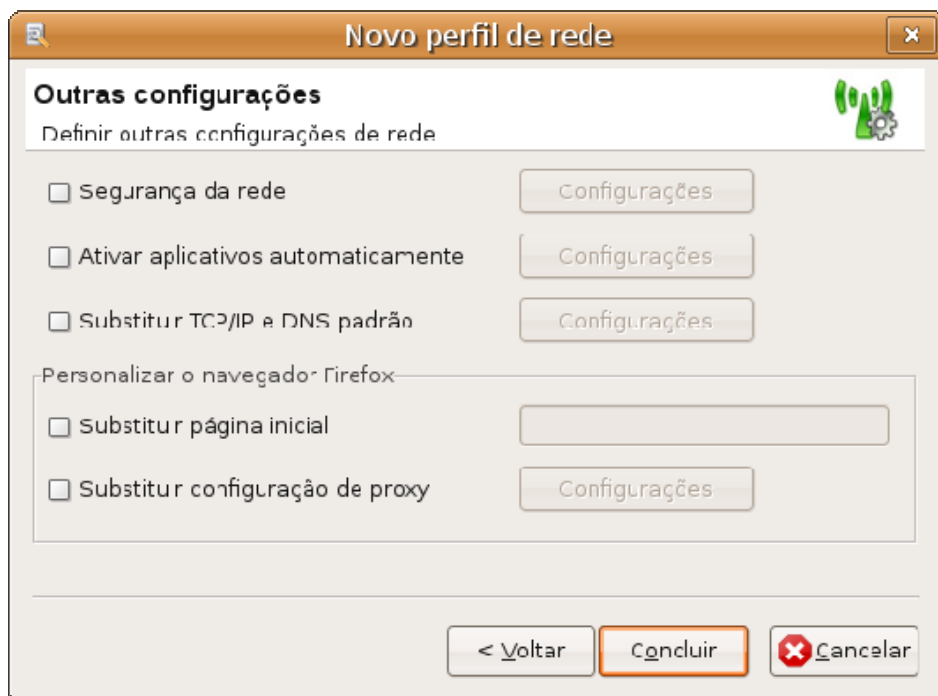 Novo perfil de rede
Outras configurações
Definir outras configurações de rede
Segurança da rede
Configurações
Ativar aplicativos automaticamente
Configurações
Substituir TCP/IP e DNS padrão
Configurações
Personalizar o navegador Firefox
Substituir página inicial
Substituir configuração de proxy
Configurações
< Voltar
Concluir
Cancelar